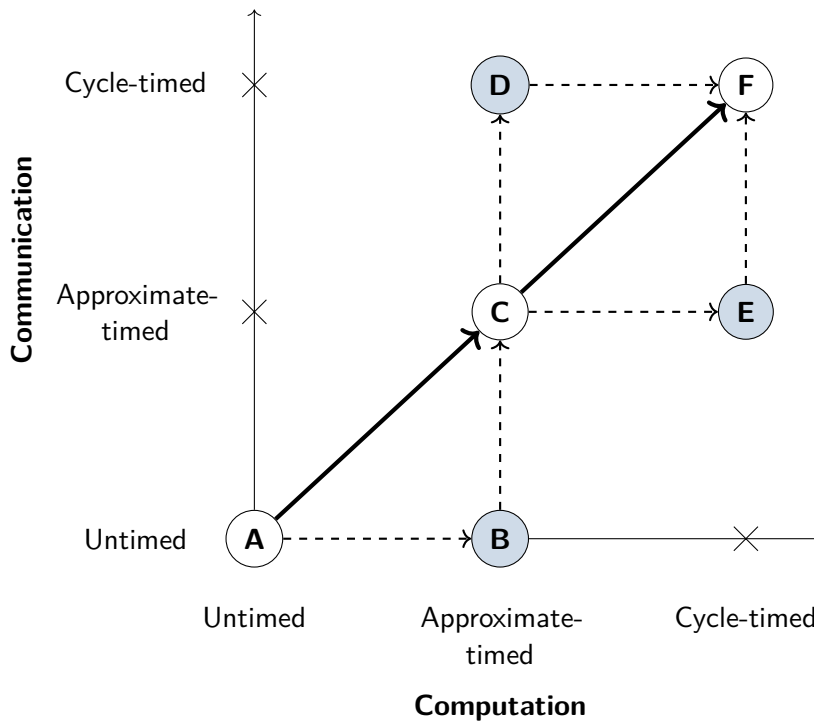 Cycle-timed
D
F
Communication
Approximate-
timed
C
E
Untimed
A
B
Untimed
Approximate-
timed
Cycle-timed
Computation